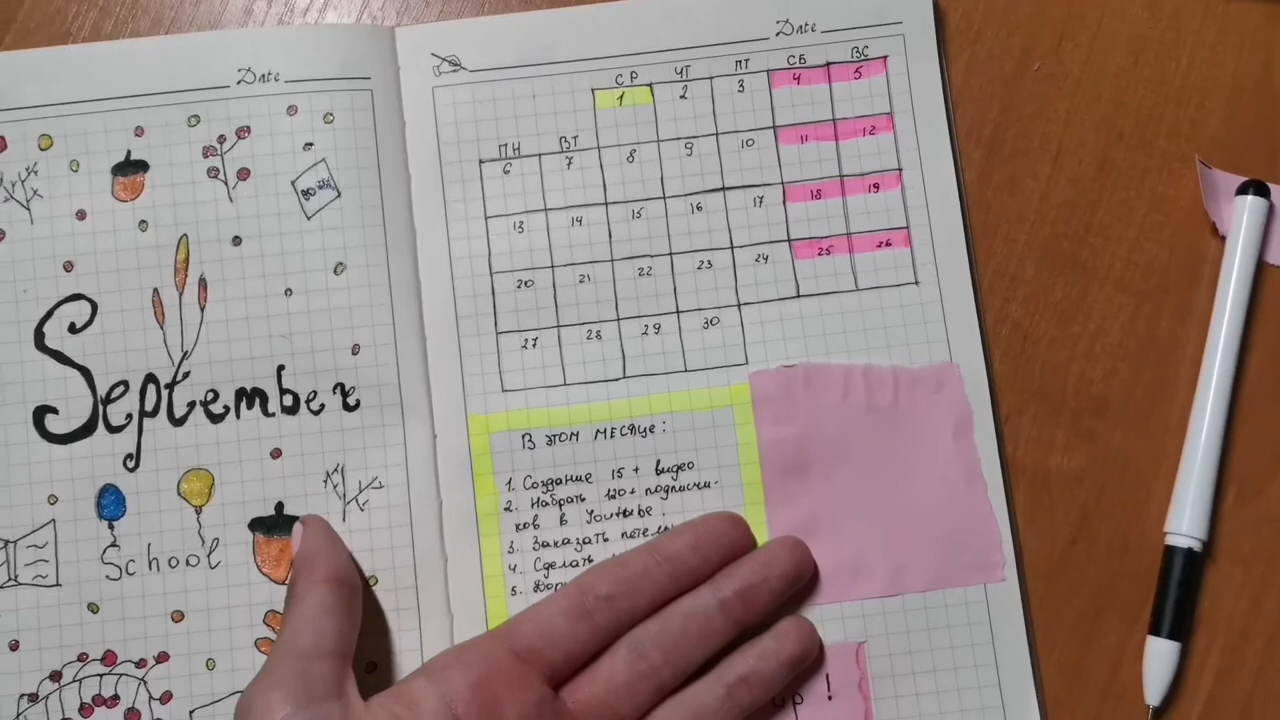 Date
September
School
Date
СР ЧТ ПТ СБ ВС
1 2 3 4 5
ПН ВТ
6 7 8 9 10 11 12
13 14 15 16 17 18 19
20 21 22 23 24 25 26
27 28 29 30
В ЭТОМ МЕСЯЦЕ:
1. Создание 15 + видео
2. Набрать 120+ подписчи-
ков в Youtube.
3. Заказать
4. Сделать
5.
up!